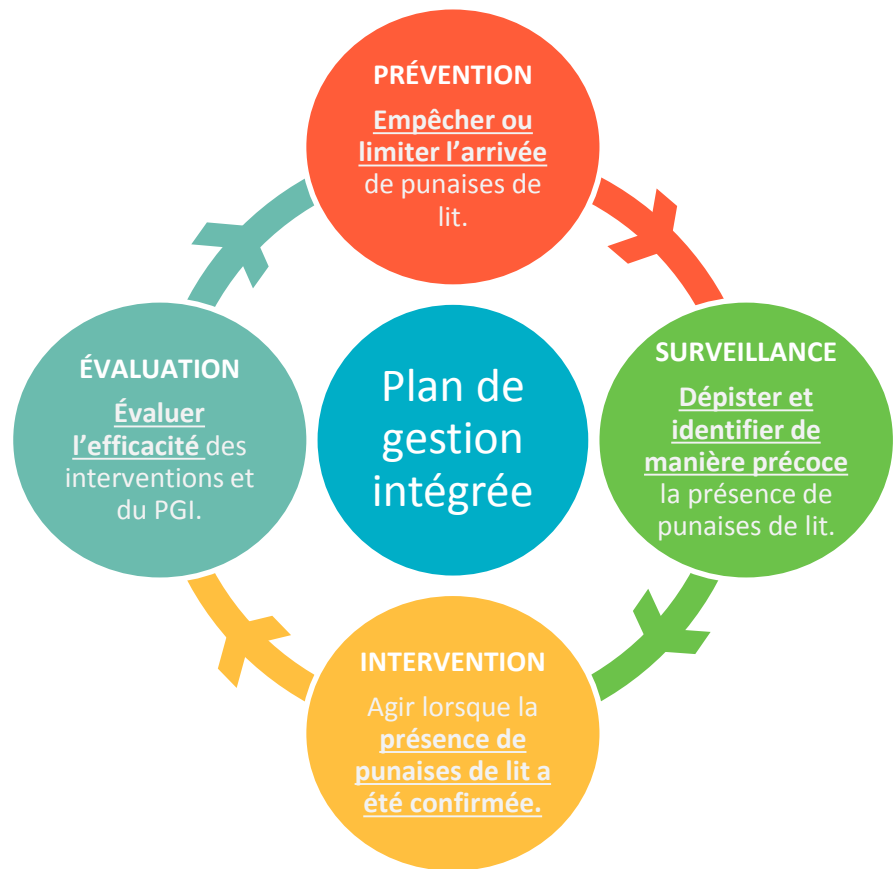 PRÉVENTION
Empêcher ou
limiter l’arrivée
de punaises de
lit.
SURVEILLANCE
Dépister et
identifier de
manière précoce
la présence de
punaises de lit.
INTERVENTION
Agir lorsque la
présence de
punaises de lit a
été confirmée.
ÉVALUATION
Évaluer
l’efficacité des
interventions et
du PGI.
Plan de
gestion
intégrée